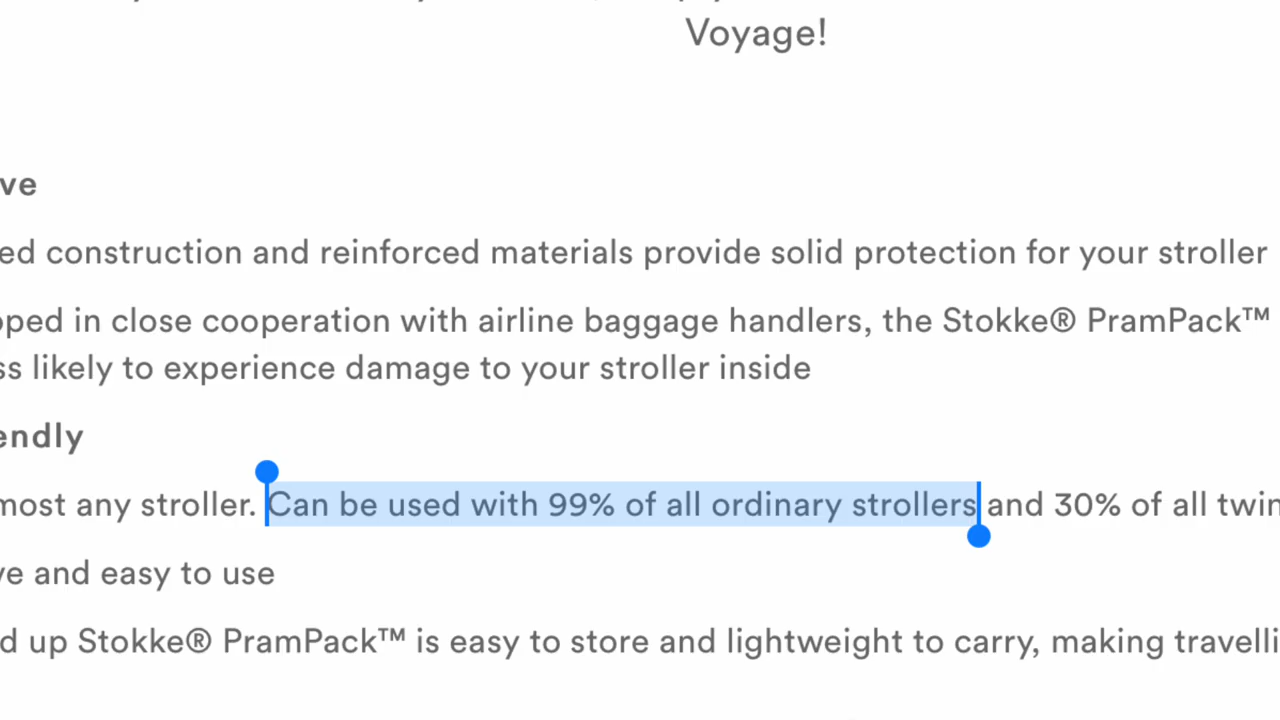 Voyage!
ve
ed construction and reinforced materials provide solid protection for your stroller
oped in close cooperation with airline baggage handlers, the Stokke® PramPack™
ss likely to experience damage to your stroller inside
endly
most any stroller. Can be used with 99% of all ordinary strollers and 30% of all twin
ve and easy to use
d up Stokke® PramPack™ is easy to store and lightweight to carry, making travelli